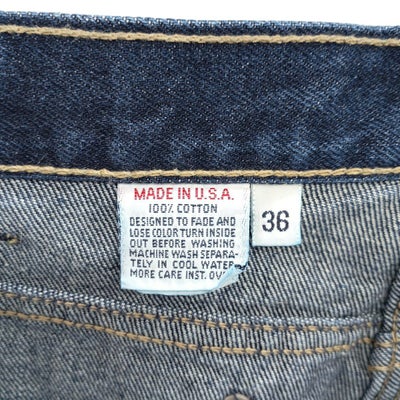 MADE IN U.S.A.
100% COTTON
DESIGNED TO FADE AND
LOSE COLOR TURN INSIDE
OUT BEFORE WASHING
MACHINE WASH SEPARA-
TELY IN COOL WATER
MORE CARE INST. OV
36